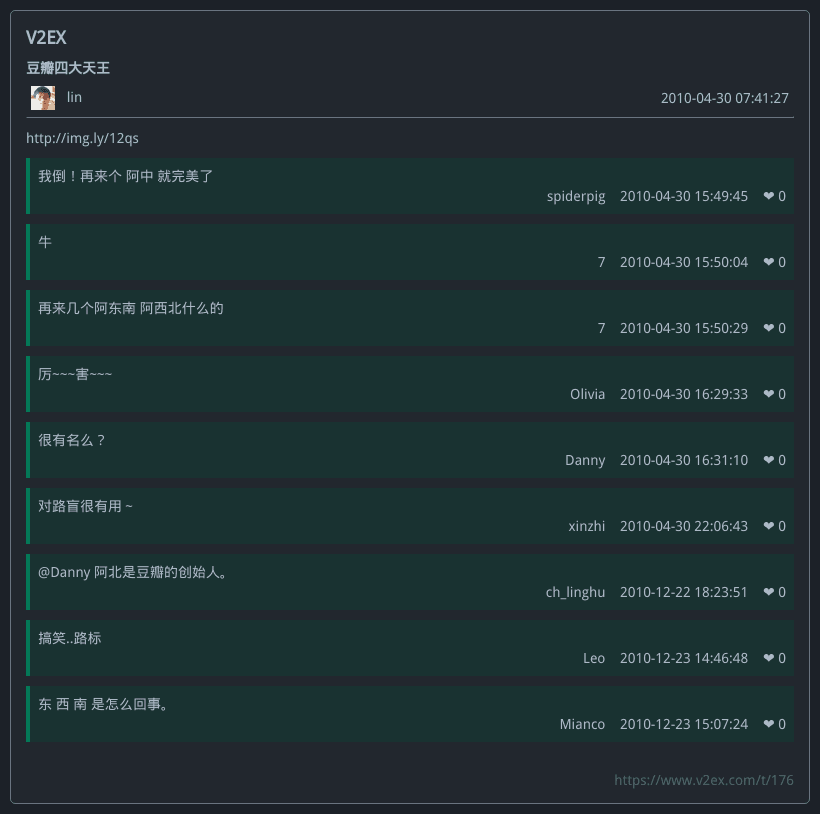 V2EX
豆瓣四大天王
lin 2010-04-30 07:41:27
http://img.ly/12qs
我倒！再来个 阿中 就完美了
spiderpig 2010-04-30 15:49:45 ❤ 0
牛
7 2010-04-30 15:50:04 ❤ 0
再来几个阿东南 阿西北什么的
7 2010-04-30 15:50:29 ❤ 0
厉~~~害~~~
Olivia 2010-04-30 16:29:33 ❤ 0
很有名么？
Danny 2010-04-30 16:31:10 ❤ 0
对路盲很有用 ~
xinzhi 2010-04-30 22:06:43 ❤ 0
@Danny 阿北是豆瓣的创始人。
ch_linghu 2010-12-22 18:23:51 ❤ 0
搞笑..路标
Leo 2010-12-23 14:46:48 ❤ 0
东 西 南 是怎么回事。
Mianco 2010-12-23 15:07:24 ❤ 0
https://www.v2ex.com/t/176